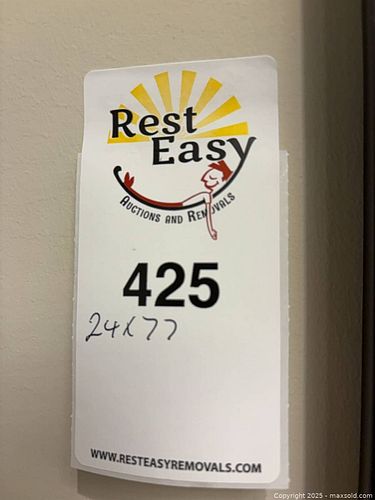 Rest
Easy
AUCTIONS AND REMOVALS
425
24x77
WWW.RESTEASYREMOVALS.COM
Copyright 2025 - maxsold.com